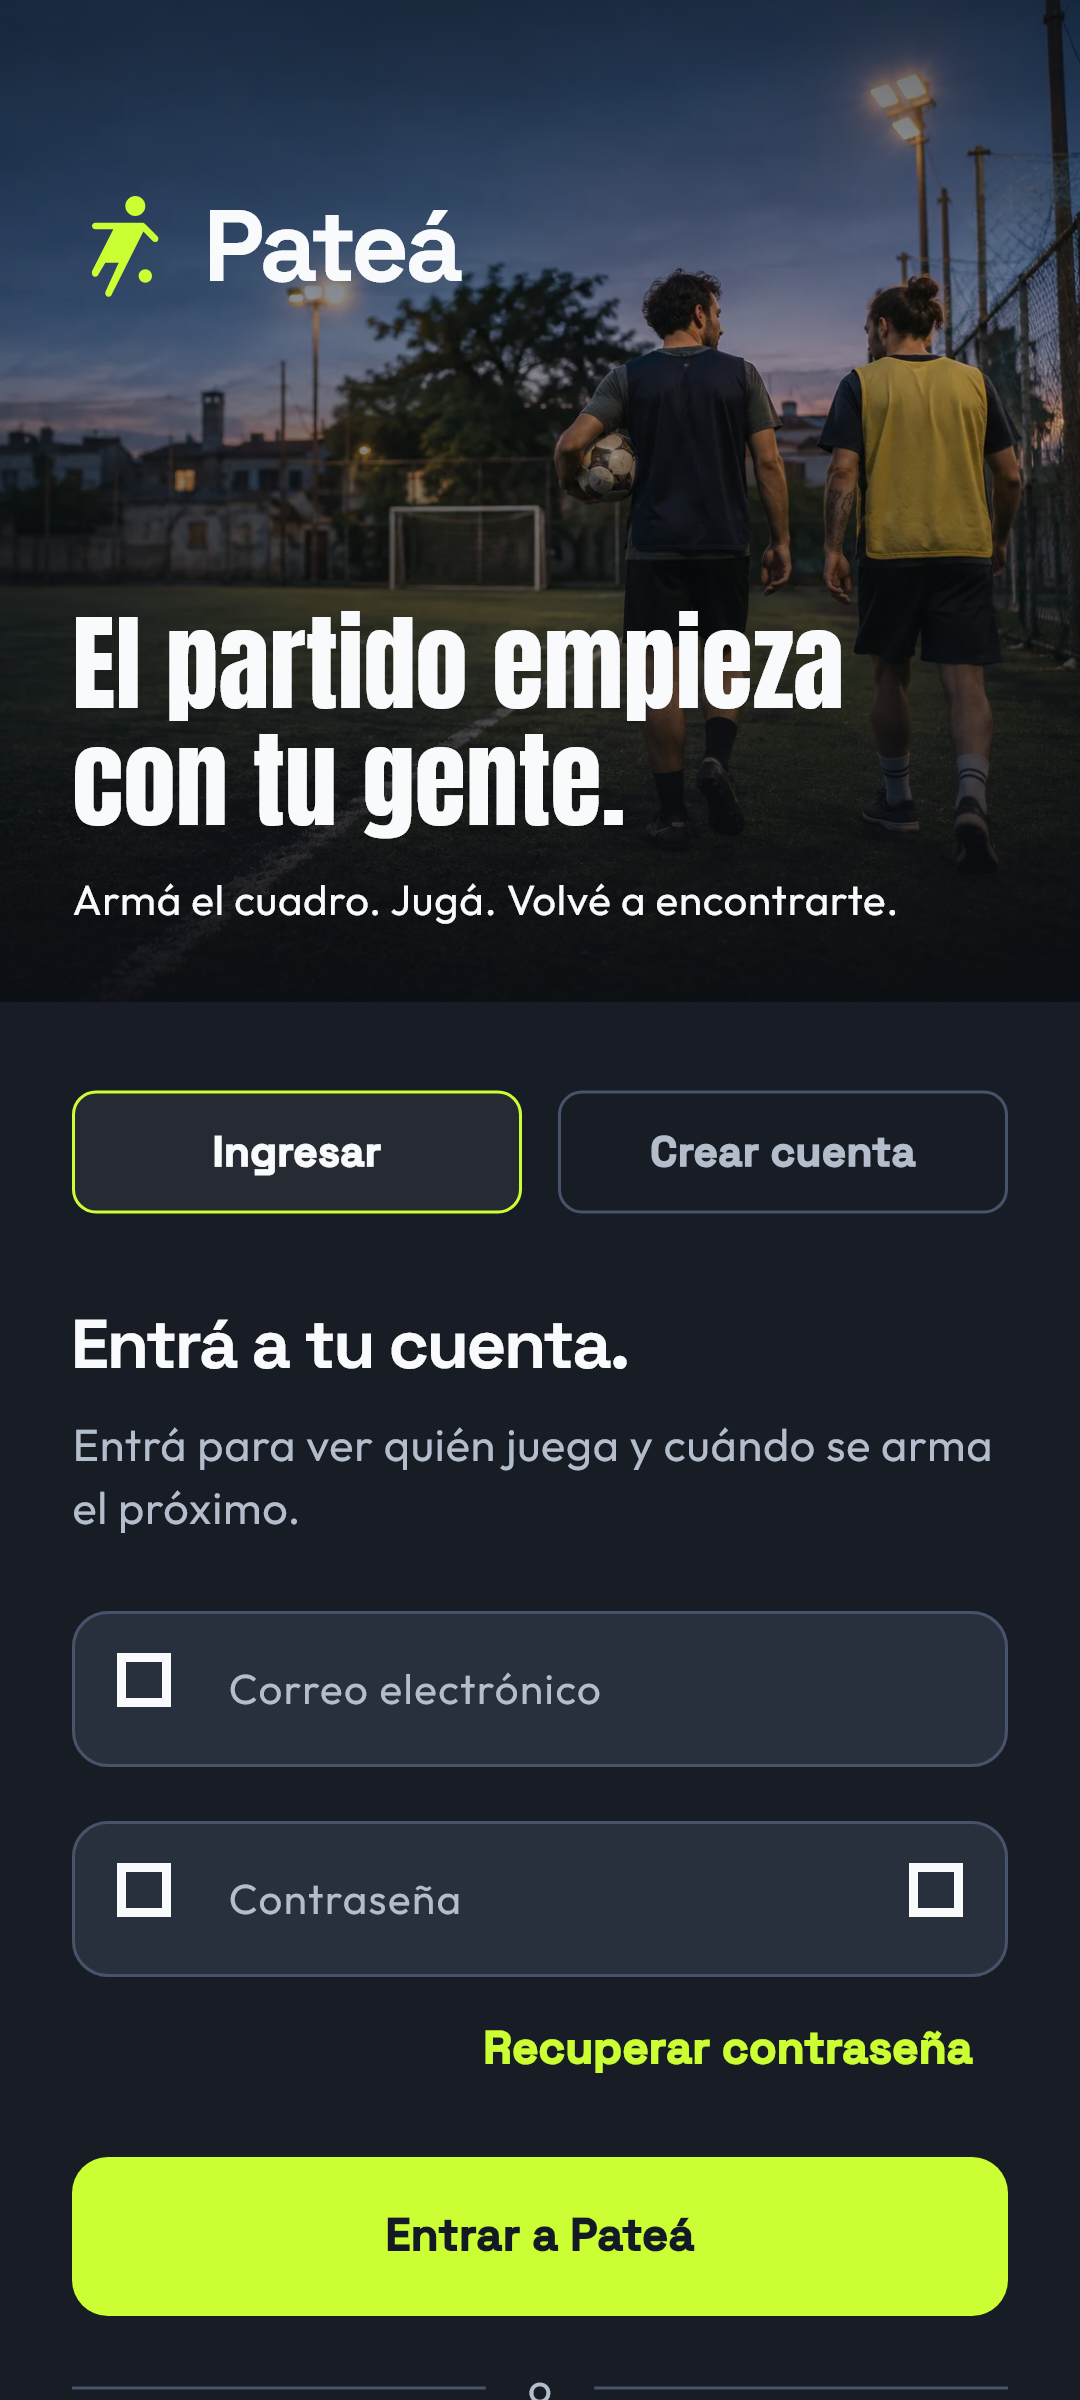 Pateá
El partido empieza
con tu gente.
Armá el cuadro. Jugá. Volvé a encontrarte.
Ingresar
Crear cuenta
Entrá a tu cuenta.
Entrá para ver quién juega y cuándo se arma
el próximo.
Correo electrónico
Contraseña
Recuperar contraseña
Entrar a Pateá
o